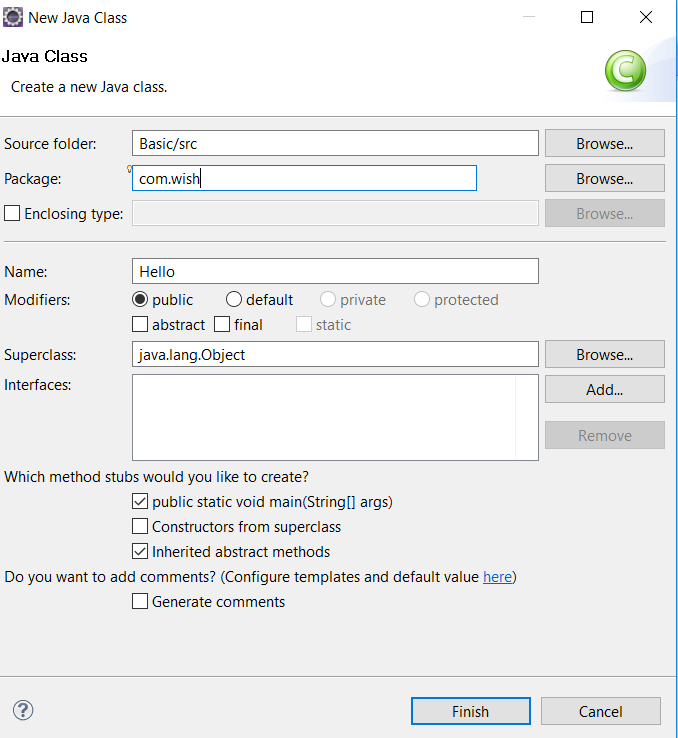 New Java Class
Java Class
Create a new Java class.
Source folder: Basic/src Browse...
Package: com.wish Browse...
Enclosing type: Browse...
Name: Hello
Modifiers: public default private protected
abstract final static
Superclass: java.lang.Object Browse...
Interfaces: Add...
Remove
Which method stubs would you like to create?
public static void main(String[] args)
Constructors from superclass
Inherited abstract methods
Do you want to add comments? (Configure templates and default value here)
Generate comments
? Finish Cancel